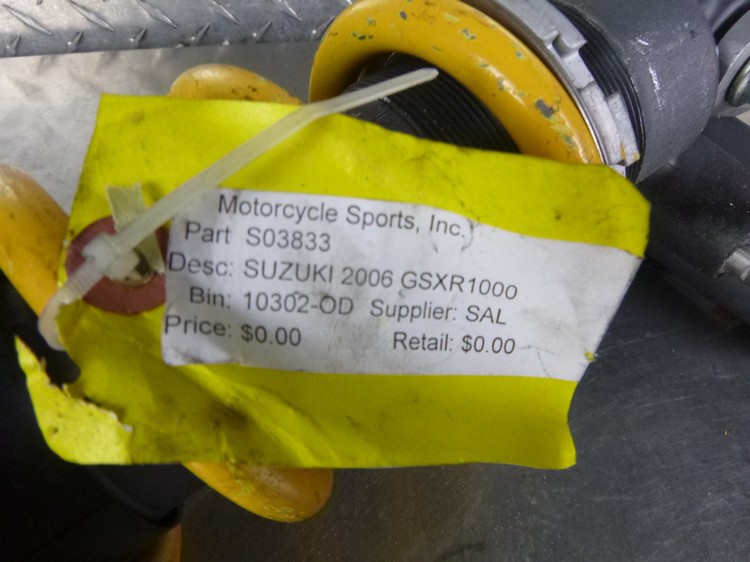 Motorcycle Sports, Inc.
Part S03833
Desc: SUZUKI 2006 GSXR1000
Bin: 10302-OD Supplier: SAL
Price: $0.00 Retail: $0.00